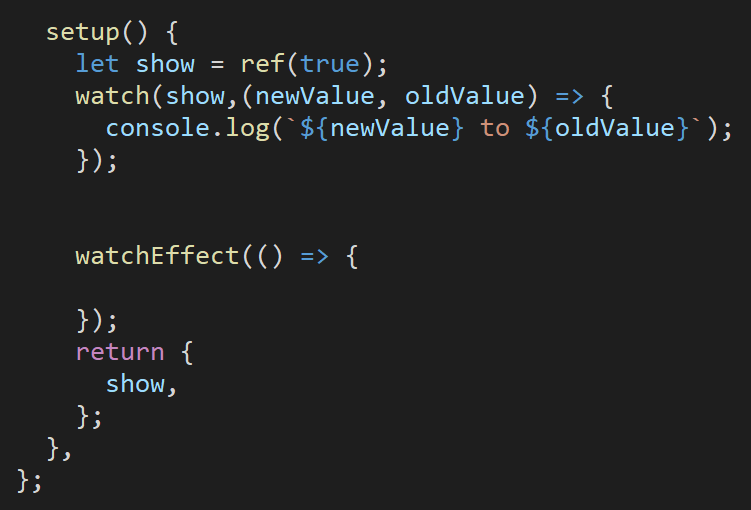 setup() {
let show = ref(true);
watch(show,(newValue, oldValue) => {
console.log(`${newValue} to ${oldValue}`);
});
watchEffect(() => {
});
return {
show,
};
},
};